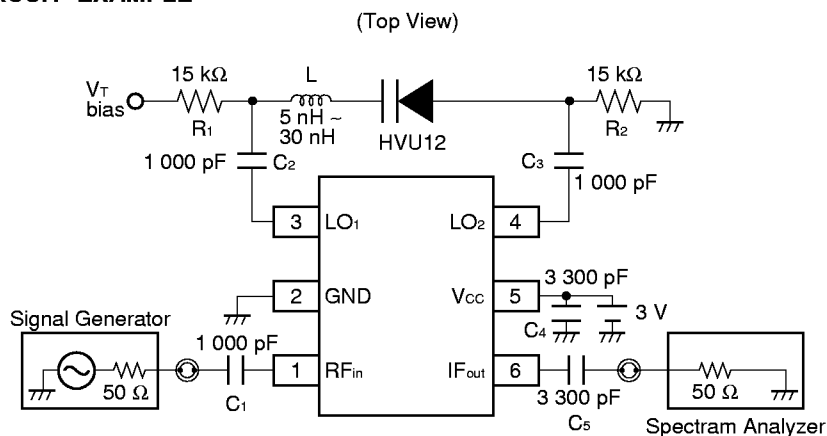 (Top View)
15 kΩ
L
15 kΩ
VT
bias
R1
5 nH ~
30 nH
HVU12
R2
1 000 pF
C2
C3
1 000 pF
3
LO1
LO2
4
3 300 pF
2
GND
VCC
5
3 V
C4
Signal Generator
1 000 pF
1
RFin
IFout
6
50 Ω
C1
3 300 pF
C5
50 Ω
Spectram Analyzer